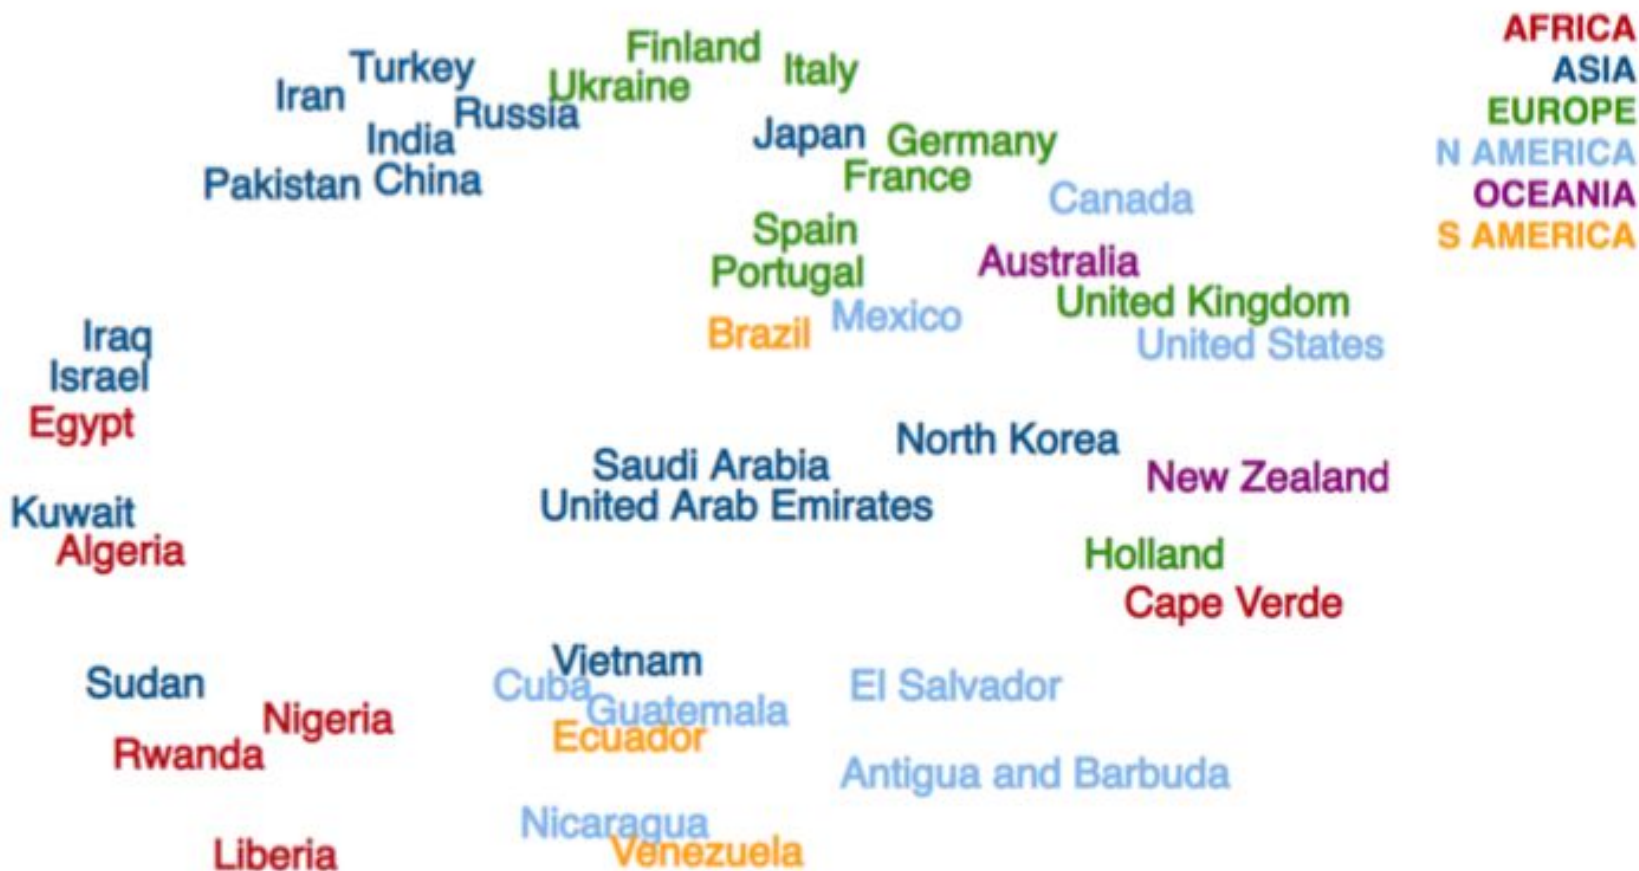 Finland
AFRICA
Turkey
Italy
ASIA
Iran
Ukraine
Russia
EUROPE
India
Japan
Germany
N AMERICA
Pakistan
China
France
Canada
OCEANIA
Spain
S AMERICA
Portugal
Australia
United Kingdom
Mexico
Brazil
Iraq
United States
Israel
Egypt
North Korea
Saudi Arabia
New Zealand
Kuwait
United Arab Emirates
Algeria
Holland
Cape Verde
Vietnam
Sudan
Cuba
El Salvador
Guatemala
Nigeria
Ecuador
Rwanda
Antigua and Barbuda
Nicaragua
Liberia
Venezuela